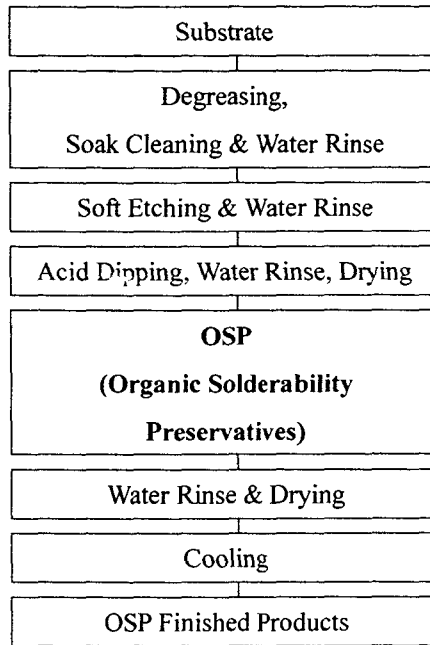 Substrate
Degreasing,
Soak Cleaning & Water Rinse
Soft Etching & Water Rinse
Acid Dipping, Water Rinse, Drying
OSP
(Organic Solderability
Preservatives)
Water Rinse & Drying
Cooling
OSP Finished Products